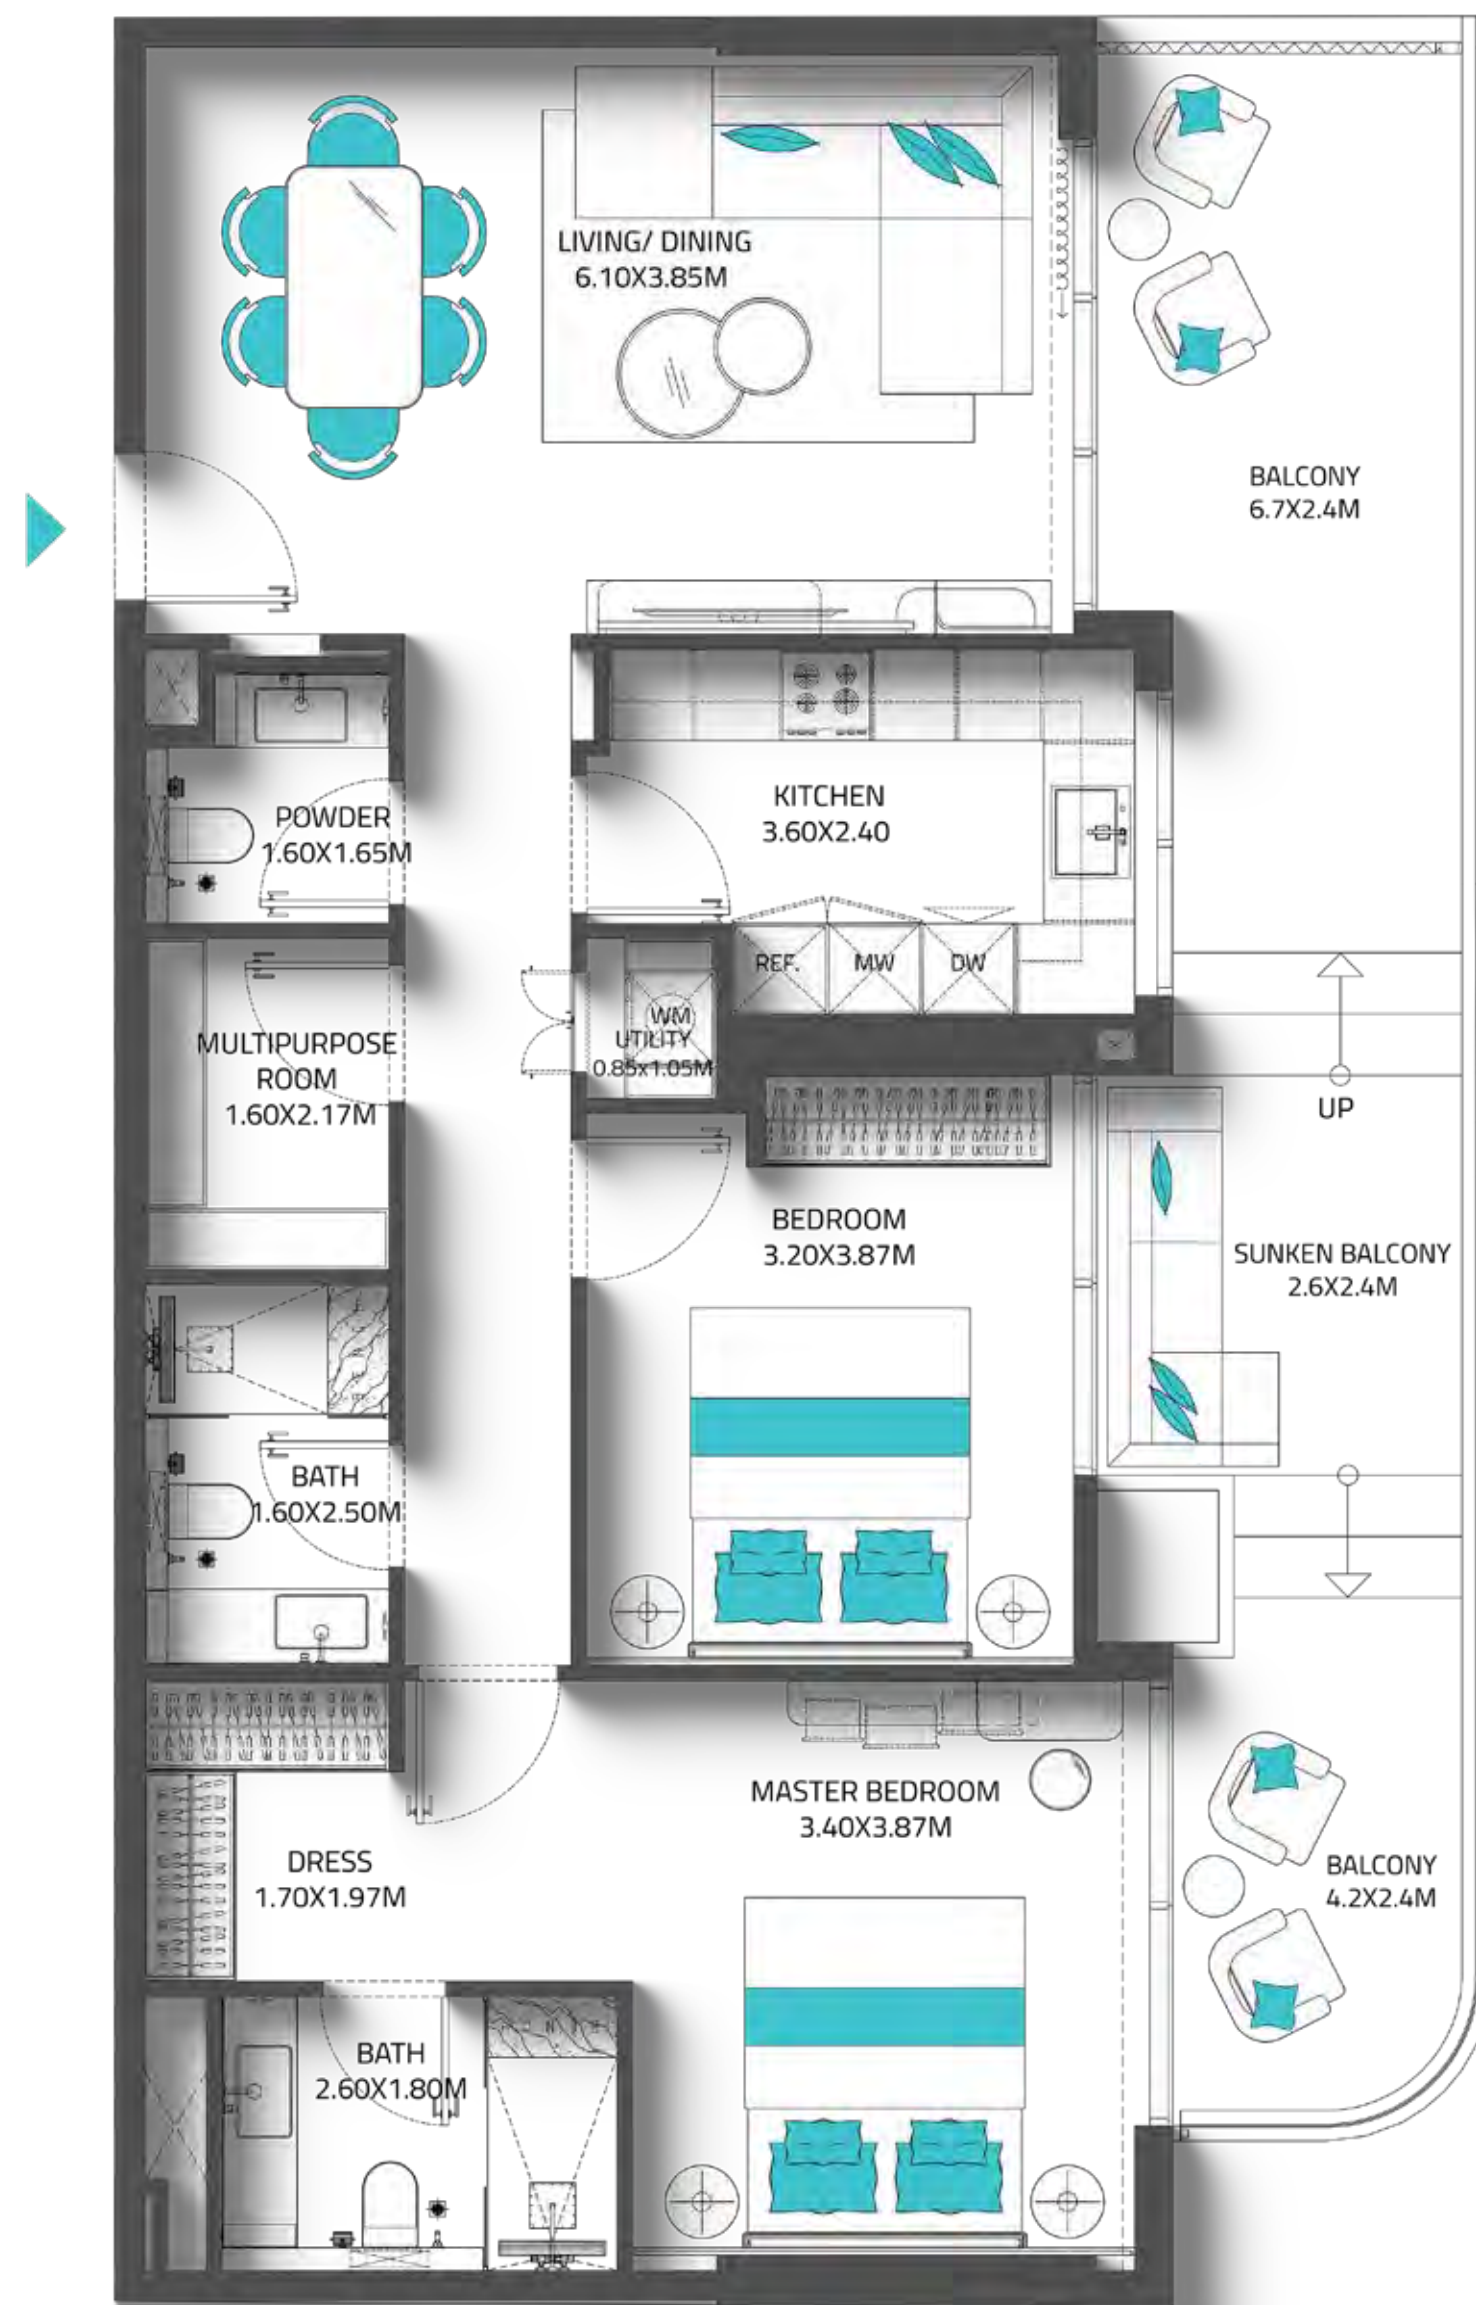 LIVING/ DINING
6.10X3.85M
BALCONY
6.7X2.4M
KITCHEN
3.60X2.40
POWDER
1.60X1.65M
REF.
MW
DW
WM
UTILITY
0.85x1.05M
MULTIPURPOSE
ROOM
1.60X2.17M
UP
BEDROOM
3.20X3.87M
SUNKEN BALCONY
2.6X2.4M
BATH
1.60X2.50M
MASTER BEDROOM
3.40X3.87M
DRESS
1.70X1.97M
BALCONY
4.2X2.4M
BATH
2.60X1.80M